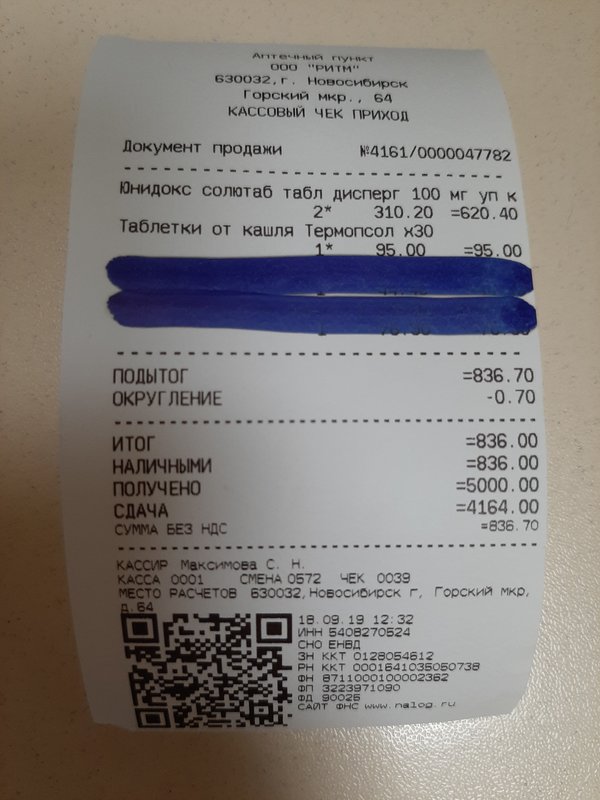 Аптечный пункт
ООО "РИТМ"
630032,г. Новосибирск
Горский мкр., 64
КАССОВЫЙ ЧЕК ПРИХОД
Документ продажи №4161/0000047782
Юнидокс солютаб табл дисперг 100 мг уп к
2* 310.20 =620.40
Таблетки от кашля Термопсол х30
1* 95.00 =95.00
ПОДЫТОГ =836.70
ОКРУГЛЕНИЕ -0.70
ИТОГ =836.00
НАЛИЧНЫМИ =836.00
ПОЛУЧЕНО =5000.00
СДАЧА =4164.00
СУММА БЕЗ НДС =836.70
КАССИР Максимова С. Н.
КАССА 0001 СМЕНА 0572 ЧЕК 0039
МЕСТО РАСЧЕТОВ 630032,Новосибирск г, Горский мкр,
д.64
18.09.19 12:32
ИНН 5408270524
СНО ЕНВД
ЗН ККТ 0128054612
РН ККТ 0001641035050738
ФН 8711000100002362
ФП 3223971090
ФД 90025
САЙТ ФНС www.nalog.ru